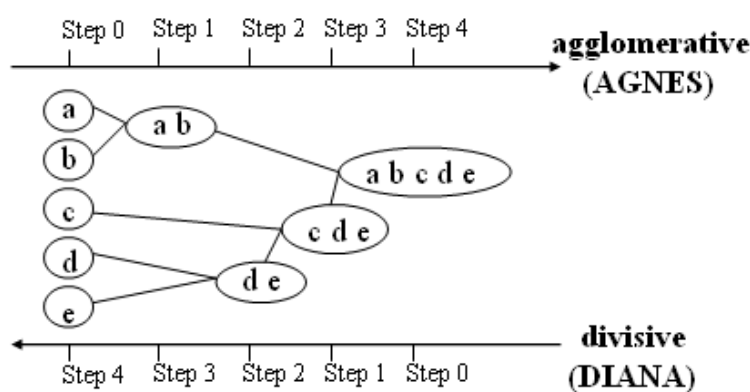 Step 0 Step 1 Step 2 Step 3 Step 4
agglomerative
(AGNES)
a
a b
b
a b c d e
c
c d e
d
d e
e
divisive
(DIANA)
Step 4 Step 3 Step 2 Step 1 Step 0